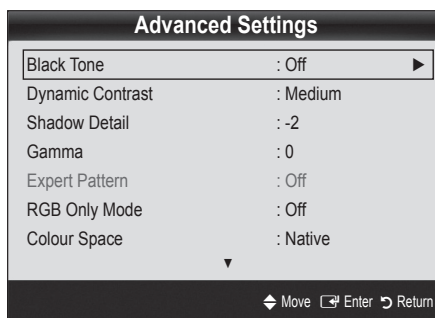 Advanced Settings
Black Tone : Off ▶
Dynamic Contrast : Medium
Shadow Detail : -2
Gamma : 0
Expert Pattern : Off
RGB Only Mode : Off
Colour Space : Native
▼
Move Enter Return